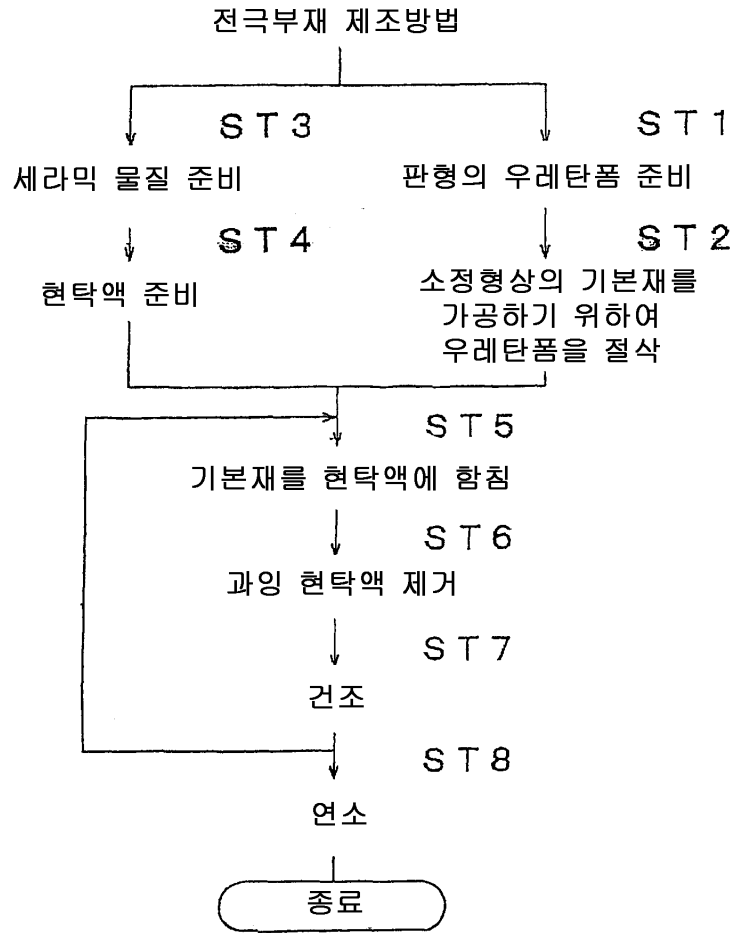 전극부재 제조방법
ST3
ST1
세라믹 물질 준비
판형의 우레탄폼 준비
ST4
ST2
현탁액 준비
소정형상의 기본재를
가공하기 위하여
우레탄폼을 절삭
ST5
기본재를 현탁액에 함침
ST6
과잉 현탁액 제거
ST7
건조
ST8
연소
종료